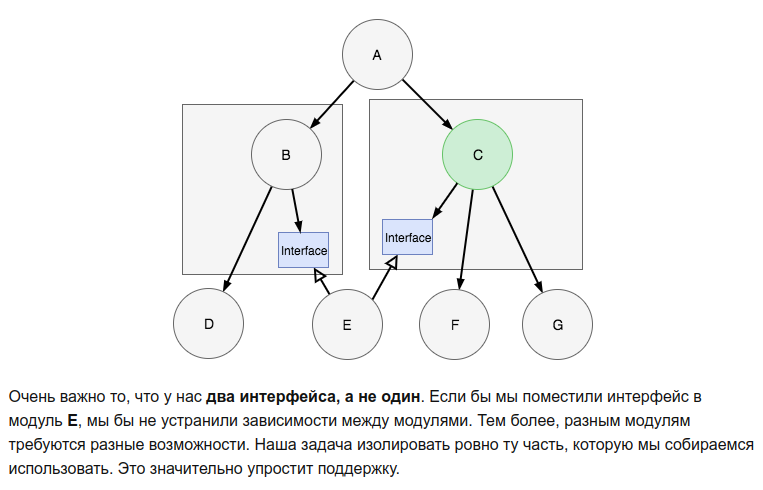 A
B
C
Interface
Interface
D
E
F
G
Очень важно то, что у нас два интерфейса, а не один. Если бы мы поместили интерфейс в
модуль E, мы бы не устранили зависимости между модулями. Тем более, разным модулям
требуются разные возможности. Наша задача изолировать ровно ту часть, которую мы собираемся
использовать. Это значительно упростит поддержку.